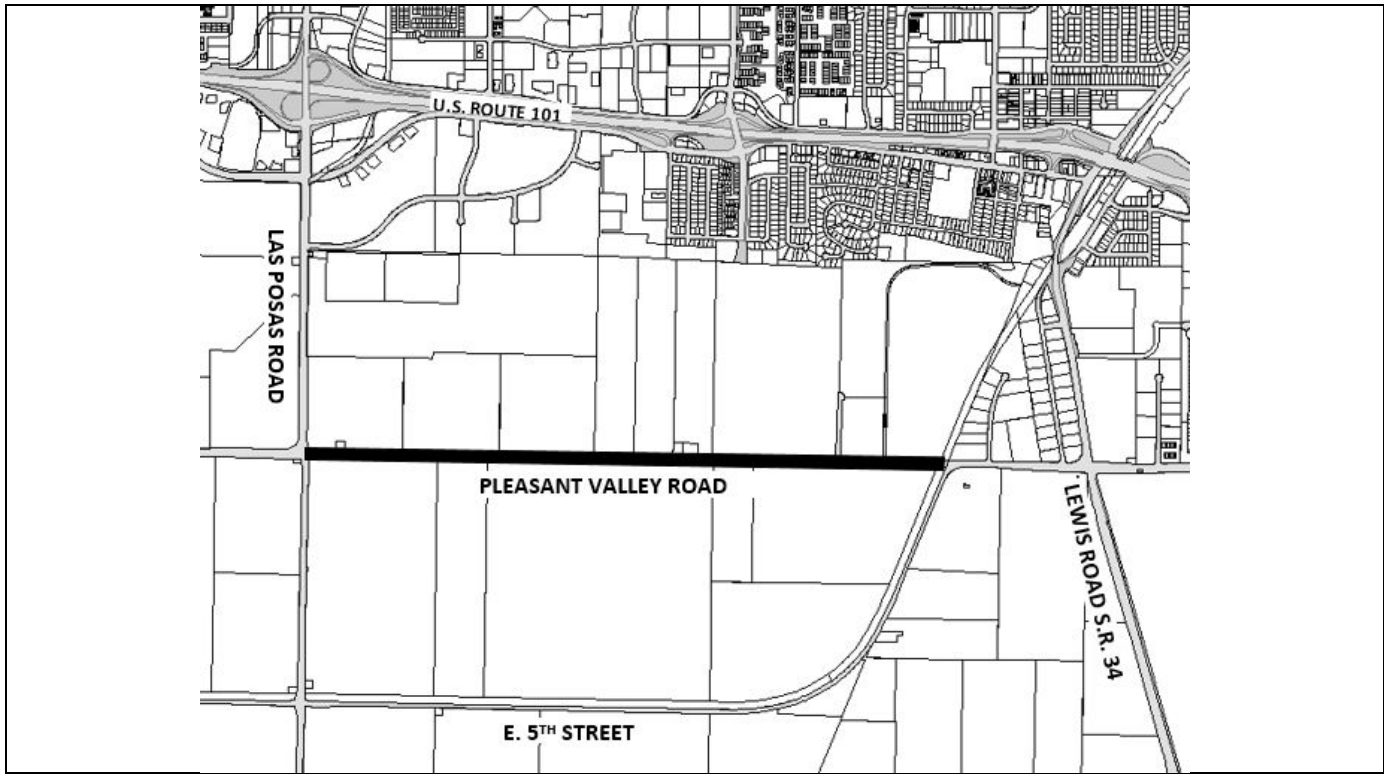 U.S. ROUTE 101
LAS POSAS ROAD
PLEASANT VALLEY ROAD
LEWIS ROAD S.R. 34
E. 5TH STREET